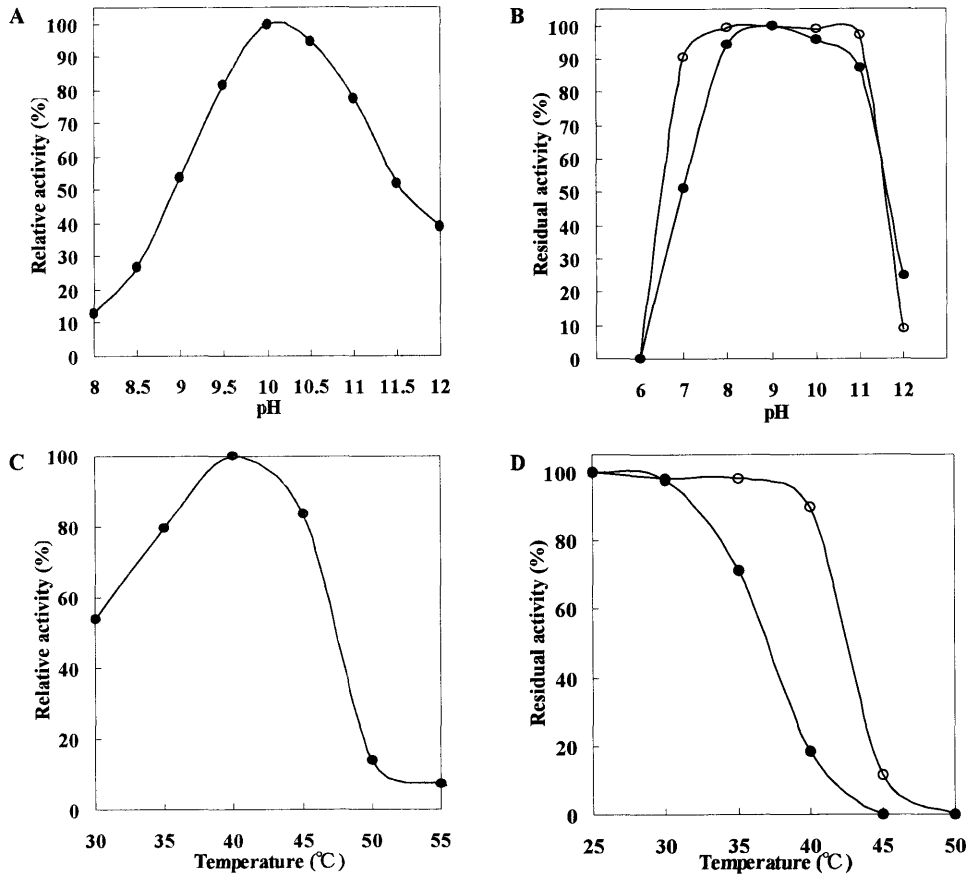 A
Relative activity (%)
100
90
80
70
60
50
40
30
20
10
0
8 8.5 9 9.5 10 10.5 11 11.5 12
pH
B
Residual activity (%)
100
90
80
70
60
50
40
30
20
10
0
6 7 8 9 10 11 12
pH
C
Relative activity (%)
100
80
60
40
20
0
30 35 40 45 50 55
Temperature (℃)
D
Residual activity (%)
100
80
60
40
20
0
25 30 35 40 45 50
Temperature (℃)